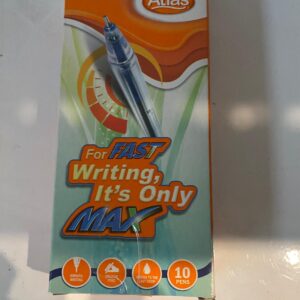 Atlas
For FAST
Writing,
It's Only
MAX
10
PENS